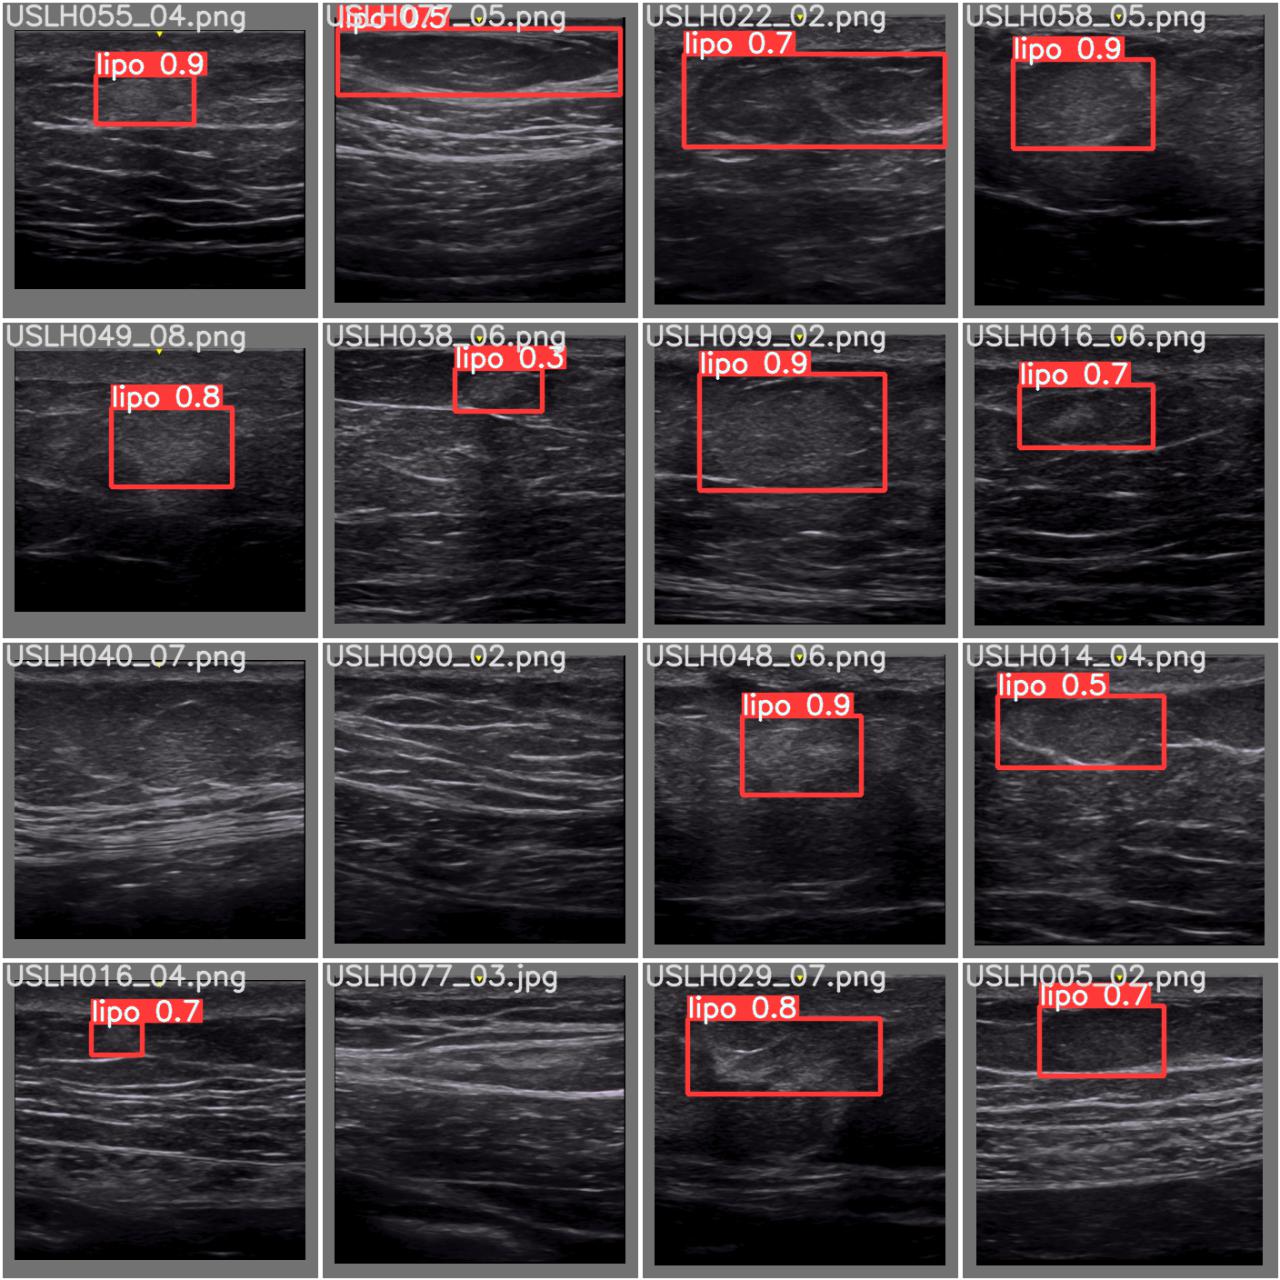 USLH055_04.png
lipo 0.9
USLH077_05.png
lipo 0.5
USLH022_02.png
lipo 0.7
USLH058_05.png
lipo 0.9
USLH049_08.png
lipo 0.8
USLH038_06.png
lipo 0.3
USLH099_02.png
lipo 0.9
USLH016_06.png
lipo 0.7
USLH040_07.png
USLH090_02.png
USLH048_06.png
lipo 0.9
USLH014_04.png
lipo 0.5
USLH016_04.png
lipo 0.7
USLH077_03.jpg
USLH029_07.png
lipo 0.8
USLH005_02.png
lipo 0.7